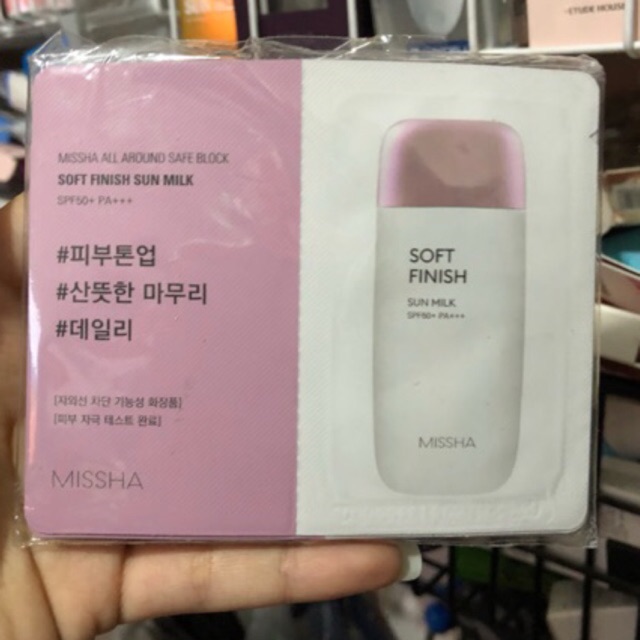 -ETUDE HOUSE
MISSHA ALL AROUND SAFE BLOCK
SOFT FINISH SUN MILK
SPF50+ PA+++
#피부톤업
#산뜻한 마무리
#데일리
[자외선 차단 기능성 화장품]
[피부 자극 테스트 완료]
MISSHA
SOFT
FINISH
SUN MILK
SPF50+ PA+++
MISSHA